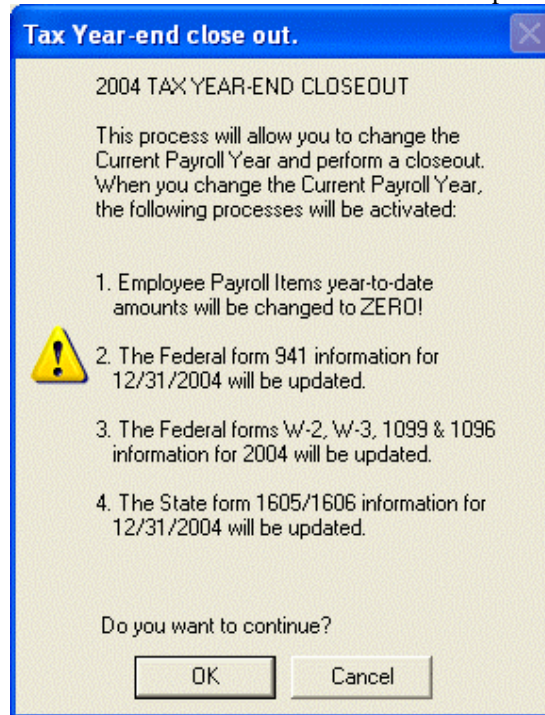 Tax Year-end close out.
2004 TAX YEAR-END CLOSEOUT
This process will allow you to change the
Current Payroll Year and perform a closeout.
When you change the Current Payroll Year,
the following processes will be activated:
1. Employee Payroll Items year-to-date
amounts will be changed to ZERO!
2. The Federal form 941 information for
12/31/2004 will be updated.
3. The Federal forms W-2, W-3, 1099 & 1096
information for 2004 will be updated.
4. The State form 1605/1606 information for
12/31/2004 will be updated.
Do you want to continue?
OK
Cancel